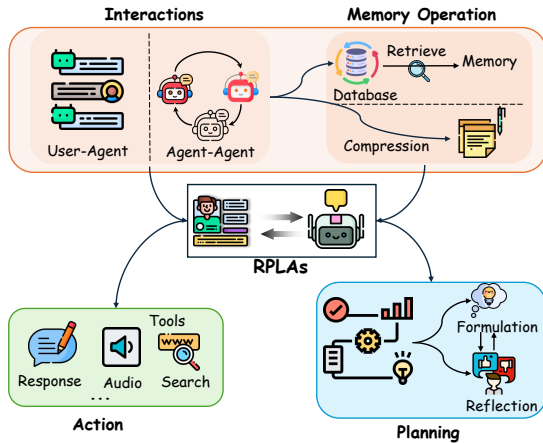 Interactions
Memory Operation
User-Agent
Agent-Agent
Retrieve
Memory
Database
Compression
RPLAs
Tools
www
Response
Audio
Search
...
Action
Formulation
Reflection
Planning